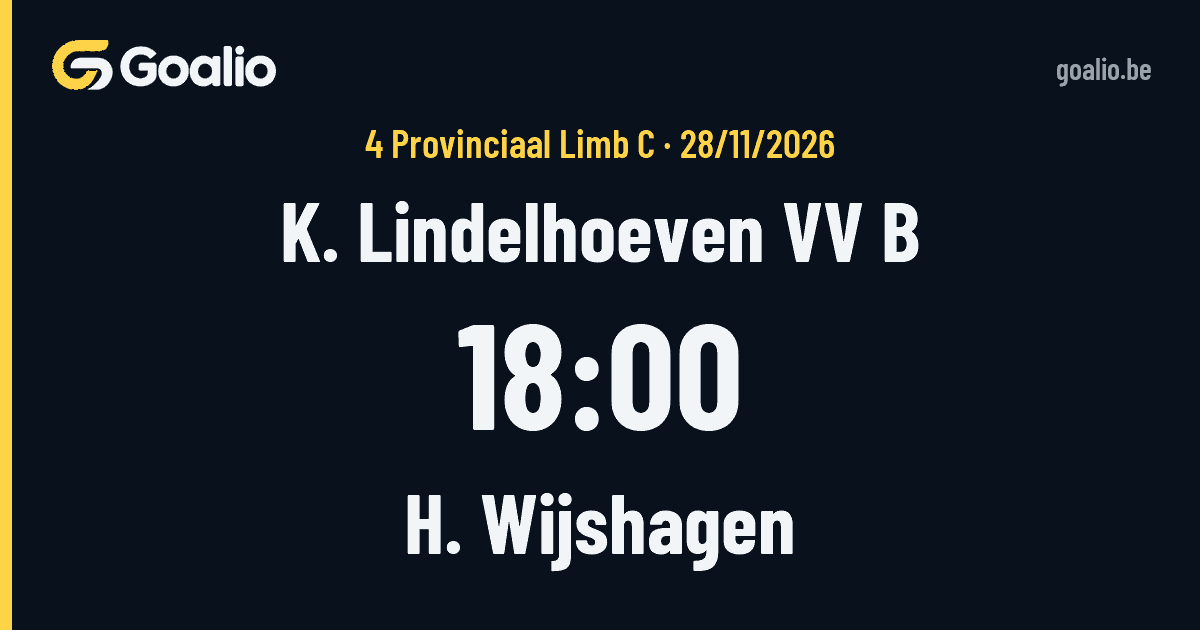 Goalio
goalio.be
4 Provinciaal Limb C · 28/11/2026
K. Lindelhoeven VV B
18:00
H. Wijshagen